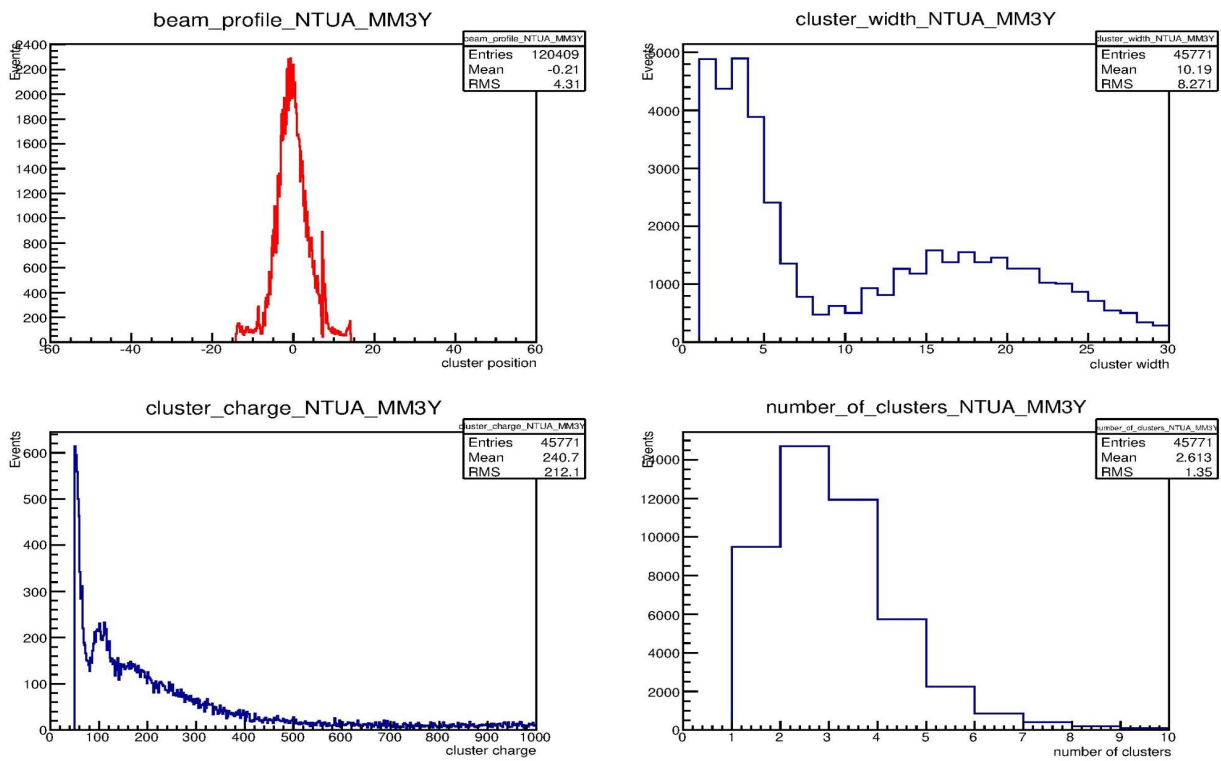 beam_profile_NTUA_MM3Y
Events
beam_profile_NTUA_MM3Y
Entries 120409
Mean -0.21
RMS 4.31
2400
2200
2000
1800
1600
1400
1200
1000
800
600
400
200
0
-60 -40 -20 0 20 40 60
cluster position
cluster_width_NTUA_MM3Y
Events
cluster_width_NTUA_MM3Y
Entries 45771
Mean 10.19
RMS 8.271
5000
4000
6000
2000
1000
0
0 5 10 15 20 25 30
cluster width
cluster_charge_NTUA_MM3Y
Events
cluster_charge_NTUA_MM3Y
Entries 45771
Mean 240.7
RMS 212.1
600
500
400
300
200
100
0
0 100 200 300 400 500 600 700 800 900 1000
cluster charge
number_of_clusters_NTUA_MM3Y
Events
number_of_clusters_NTUA_MM3Y
Entries 45771
Mean 2.613
RMS 1.35
14000
12000
10000
8000
6000
4000
2000
0
0 1 2 3 4 5 6 7 8 9 10
number of clusters